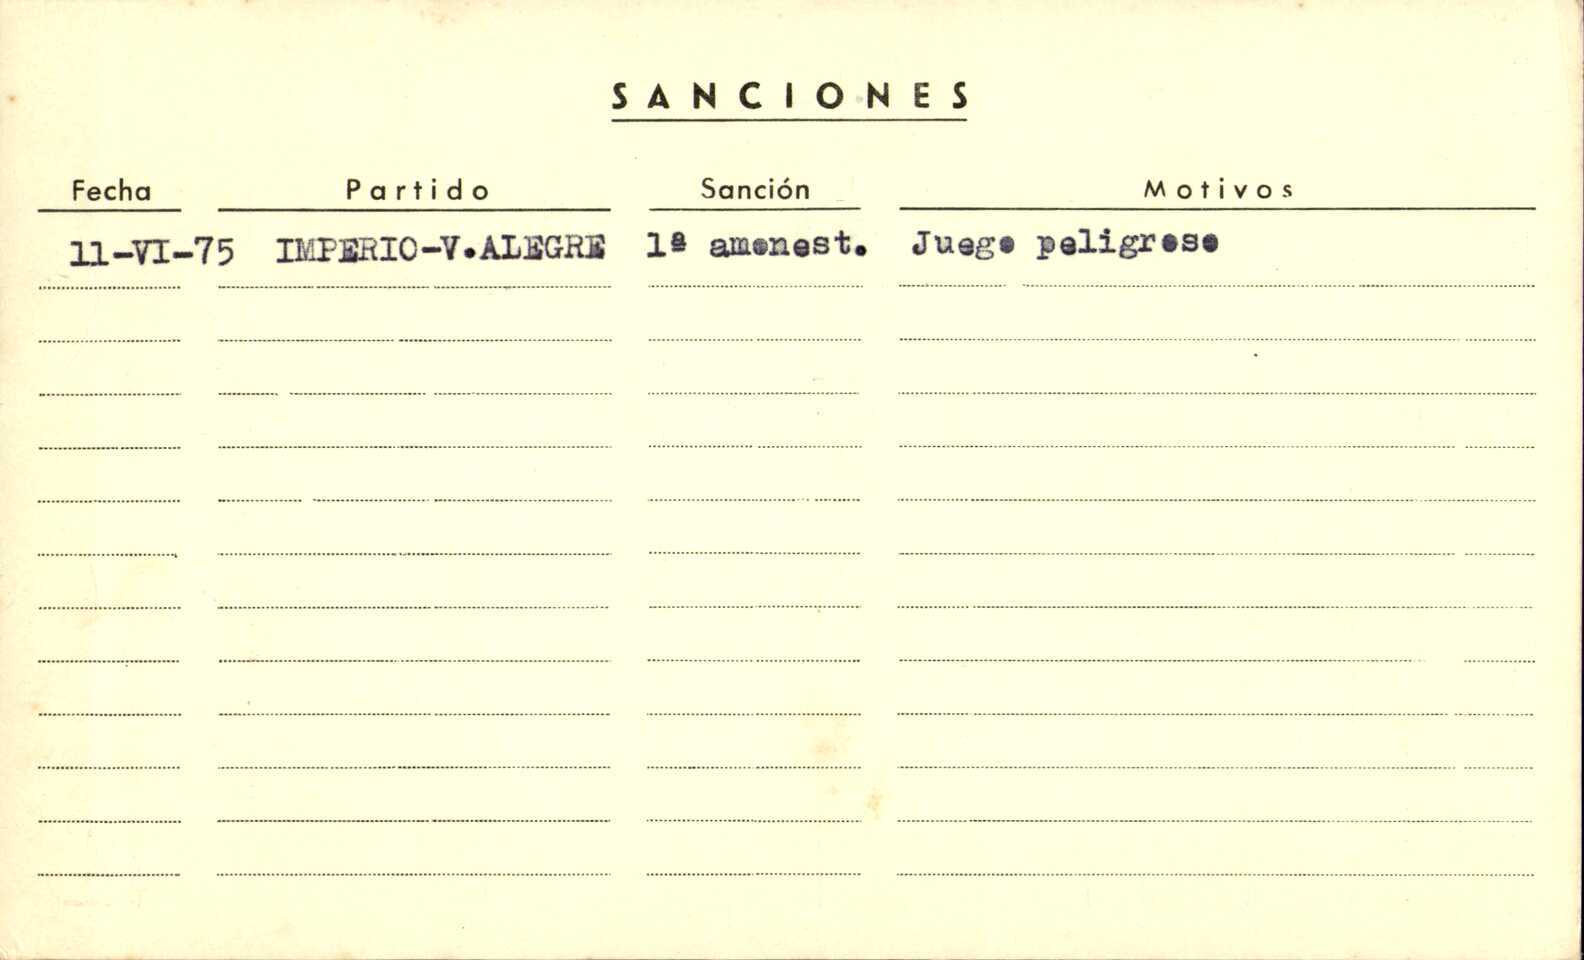 SANCIONES
Fecha Partido Sanción Motivos
11-VI-75 IMPERIO-V.ALEGRE 1ª amonest. Juego peligroso